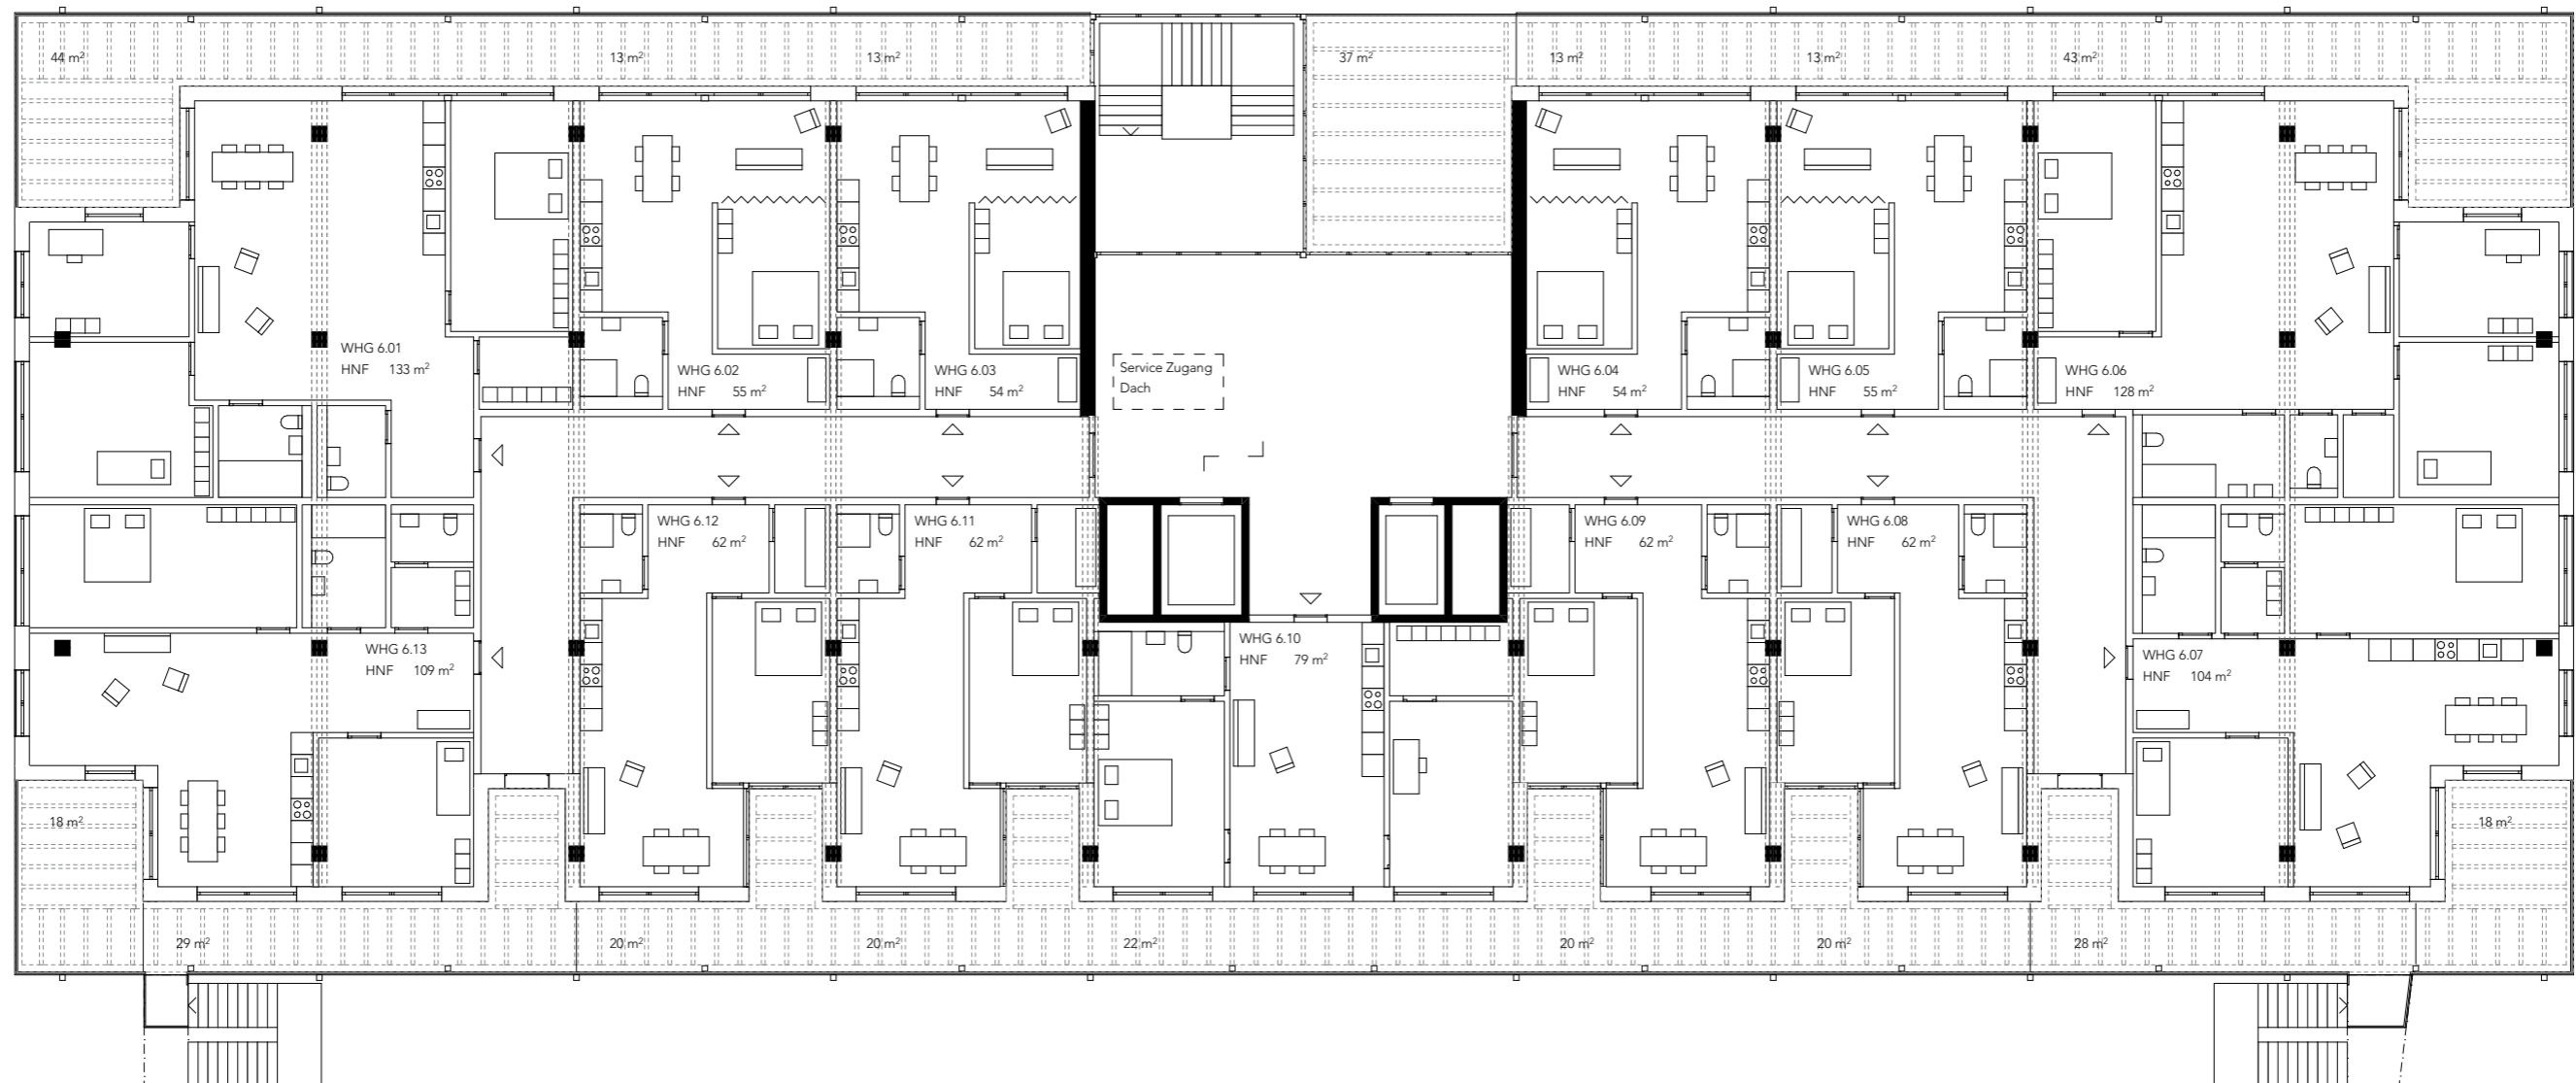 44 m²
13 m²
13 m²
37 m²
13 m²
13 m²
43 m²
WHG 6.01
HNF 133 m²
WHG 6.02
HNF 55 m²
WHG 6.03
HNF 54 m²
Service Zugang
Dach
WHG 6.04
HNF 54 m²
WHG 6.05
HNF 55 m²
WHG 6.06
HNF 128 m²
WHG 6.12
HNF 62 m²
WHG 6.11
HNF 62 m²
WHG 6.09
HNF 62 m²
WHG 6.08
HNF 62 m²
WHG 6.13
HNF 109 m²
WHG 6.10
HNF 79 m²
WHG 6.07
HNF 104 m²
18 m²
18 m²
29 m²
20 m²
20 m²
22 m²
20 m²
20 m²
28 m²